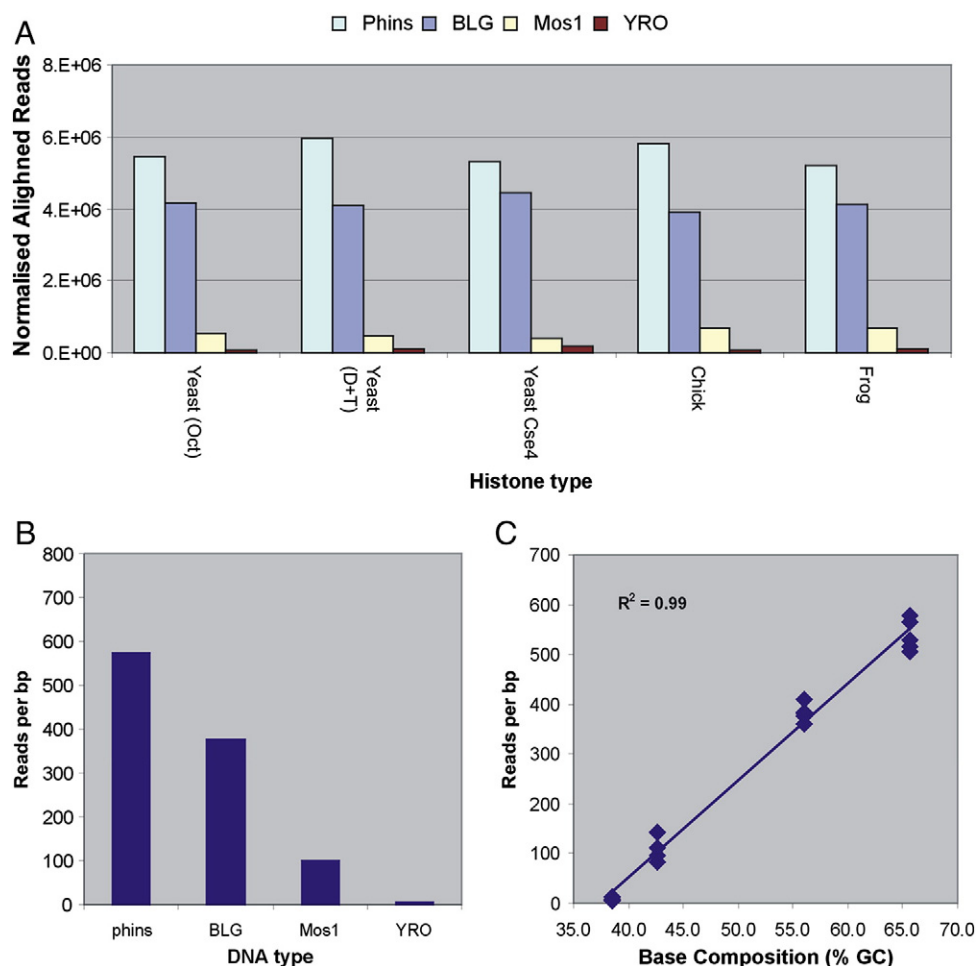 A
Phins BLG Mos1 YRO
Normalised Alighned Reads
8.E+06
6.E+06
4.E+06
2.E+06
0.E+00
Yeast (Oct)
Yeast
(D+T)
Yeast Cse4
Chick
Frog
Histone type
B
Reads per bp
800
700
600
500
400
300
200
100
0
phins BLG Mos1 YRO
DNA type
C
Reads per bp
700
600
500
400
300
200
100
0
R² = 0.99
35.0 40.0 45.0 50.0 55.0 60.0 65.0 70.0
Base Composition (% GC)